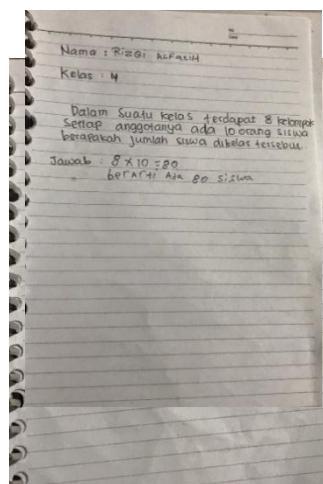 Nama : Rizqi Alfasih
Kelas : 4
Dalam Suatu kelas terdapat 8 kelompok
Setiap anggotanya ada 10 orang siswa
berapakah jumlah siswa dikelas tersebut
Jawab : 8 x 10 = 80
berarti Ada 80 siswa